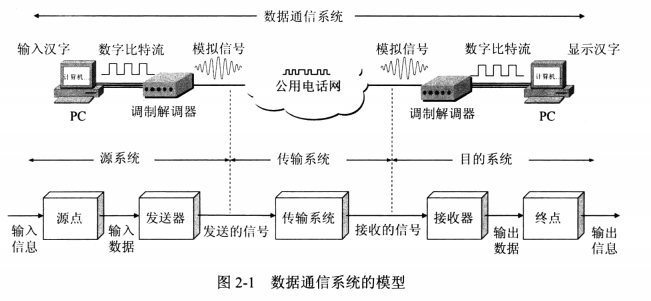 数据通信系统
输入汉字
数字比特流
模拟信号
模拟信号
数字比特流
显示汉字
计算机...
公用电话网
计算机...
PC
调制解调器
调制解调器
PC
源系统
传输系统
目的系统
源点
发送器
传输系统
接收器
终点
输入
信息
输入
数据
发送的信号
接收的信号
输出
数据
输出
信息
图 2-1 数据通信系统的模型